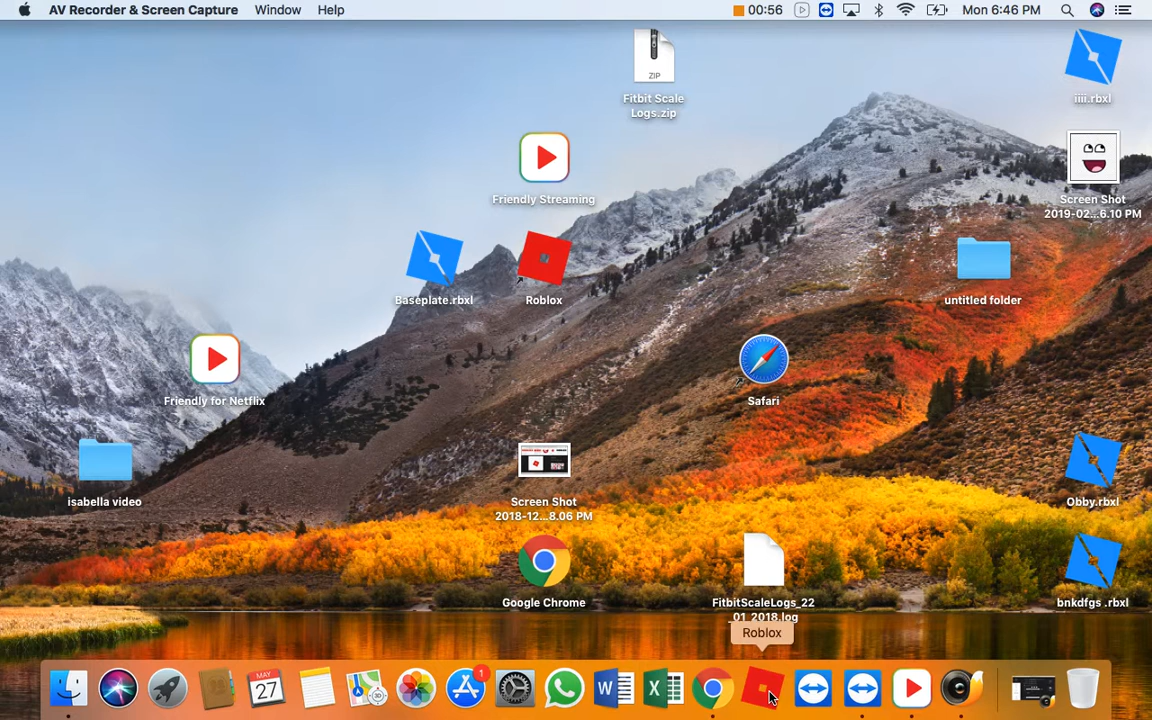 AV Recorder & Screen Capture Window Help 00:56 Mon 6:46 PM
ZIP
Fitbit Scale
Logs.zip
iiii.rbxl
Friendly Streaming
Screen Shot
2019-02...6.10 PM
Baseplate.rbxl
Roblox
untitled folder
Friendly for Netflix
Safari
isabella video
Screen Shot
2018-12...8.06 PM
Obby.rbxl
Google Chrome
FitbitScaleLogs_22
_01_2018.log
bnkdfgs .rbxl
Roblox
MAY
27
1
W
X